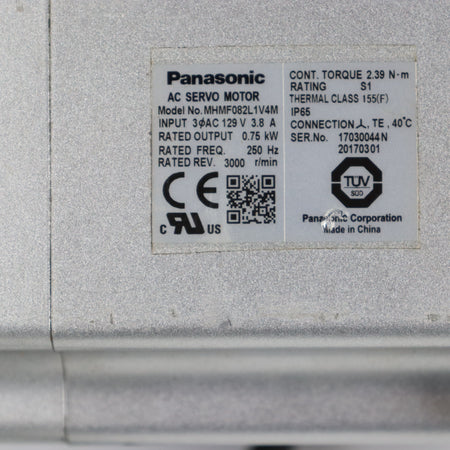 Panasonic
AC SERVO MOTOR
Model No. MHMF082L1V4M
INPUT 3ΦAC 129 V 3.8 A
RATED OUTPUT 0.75 kW
RATED FREQ. 250 Hz
RATED REV. 3000 r/min
CE
c RU US
CONT. TORQUE 2.39 N·m
RATING S1
THERMAL CLASS 155(F)
IP65
CONNECTION 人, TE, 40℃
SER.No. 17030044N
20170301
TÜV
SÜD
Panasonic Corporation
Made in China